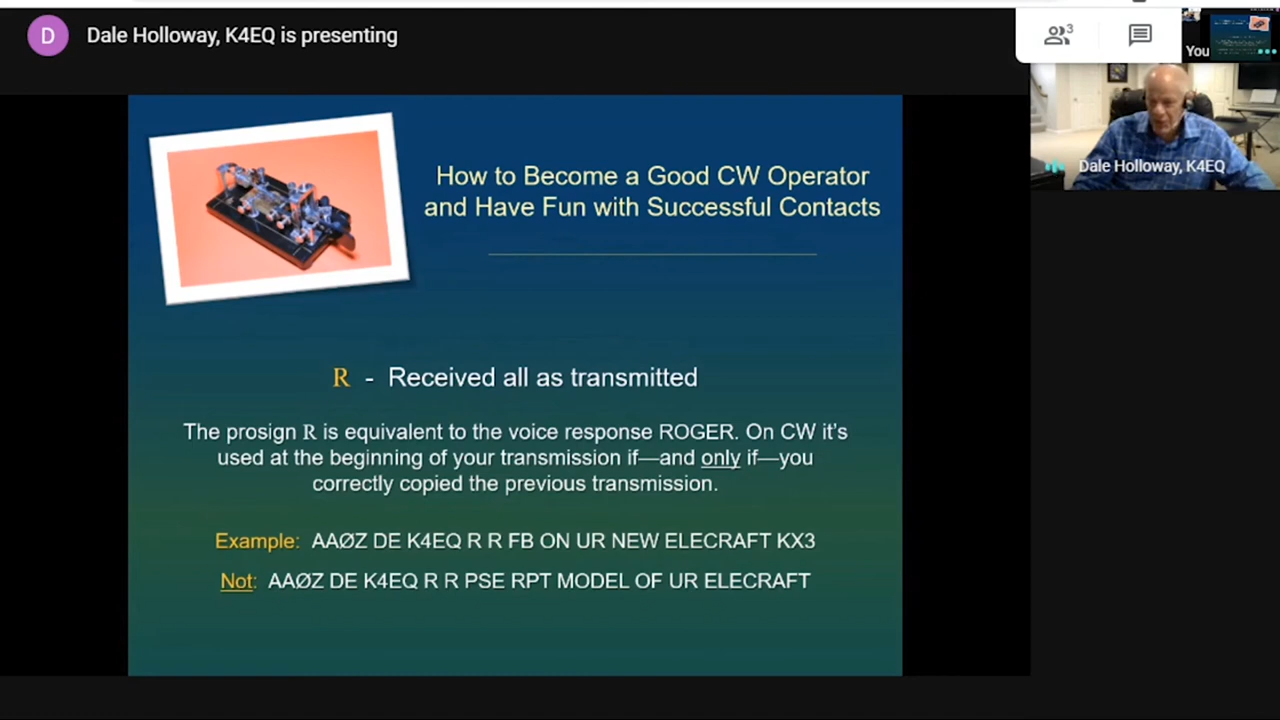 D
Dale Holloway, K4EQ is presenting
3
You
Dale Holloway, K4EQ
How to Become a Good CW Operator
and Have Fun with Successful Contacts
R - Received all as transmitted
The prosign R is equivalent to the voice response ROGER. On CW it's
used at the beginning of your transmission if—and only if—you
correctly copied the previous transmission.
Example: AAØZ DE K4EQ R R FB ON UR NEW ELECRAFT KX3
Not: AAØZ DE K4EQ R R PSE RPT MODEL OF UR ELECRAFT